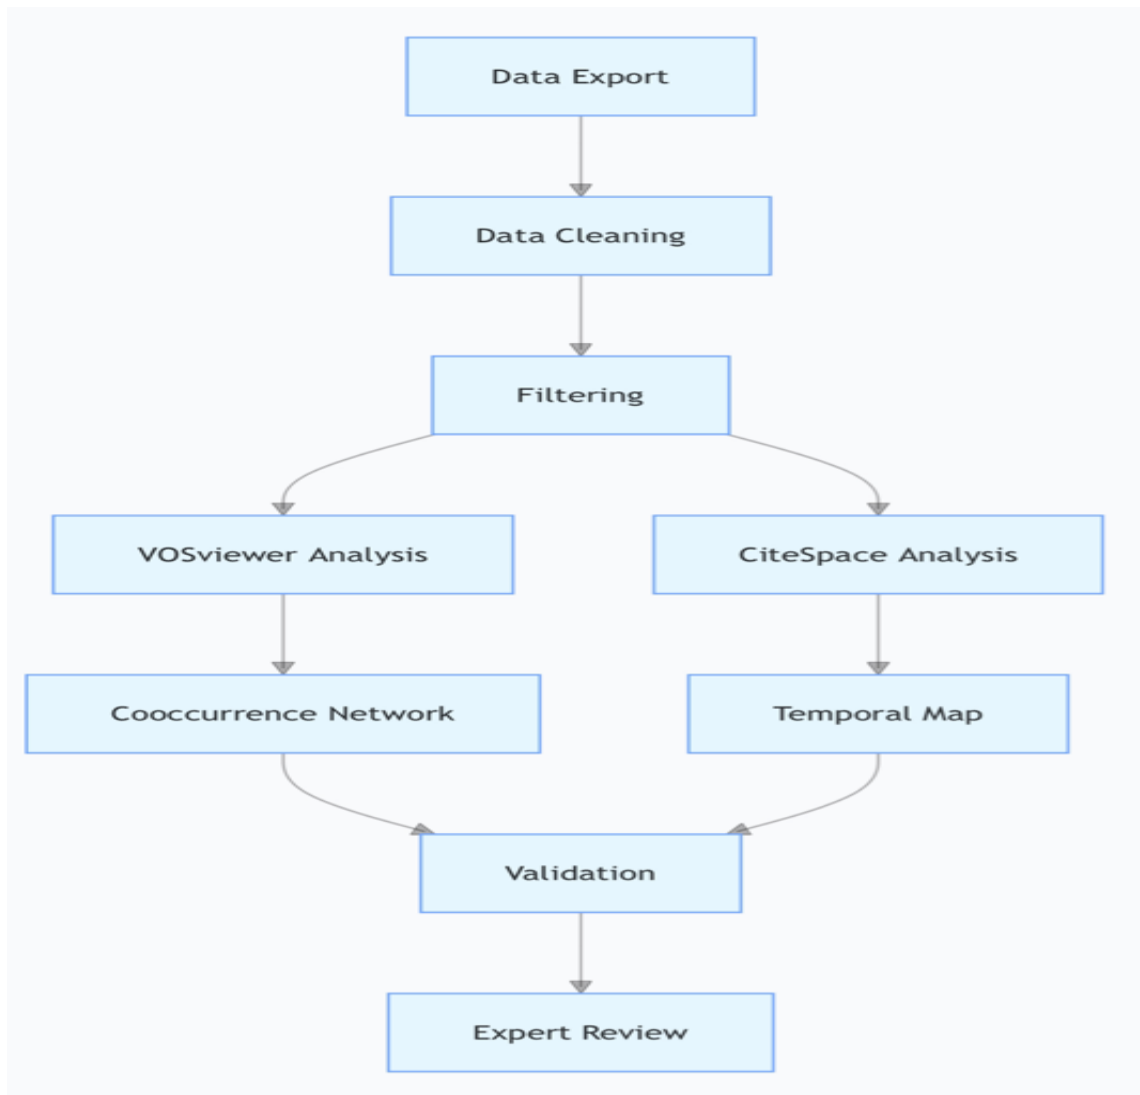 Data Export
Data Cleaning
Filtering
VOSviewer Analysis
CiteSpace Analysis
Cooccurrence Network
Temporal Map
Validation
Expert Review